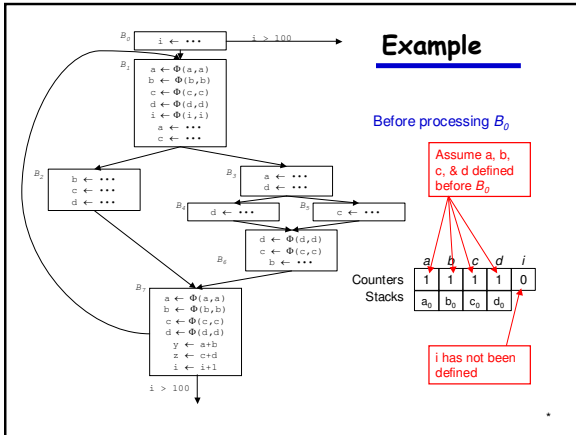 Example
B0
i ← •••
i > 100
B1
a ← Φ(a,a)
b ← Φ(b,b)
c ← Φ(c,c)
d ← Φ(d,d)
i ← Φ(i,i)
a ← •••
c ← •••
B2
b ← •••
c ← •••
d ← •••
B3
a ← •••
d ← •••
B4
d ← •••
B5
c ← •••
d ← Φ(d,d)
c ← Φ(c,c)
b ← •••
B6
B7
a ← Φ(a,a)
b ← Φ(b,b)
c ← Φ(c,c)
d ← Φ(d,d)
y ← a+b
z ← c+d
i ← i+1
i > 100
Before processing B0
Assume a, b,
c, & d defined
before B0
a b c d i
Counters 1 1 1 1 0
Stacks a0 b0 c0 d0
i has not been
defined
*